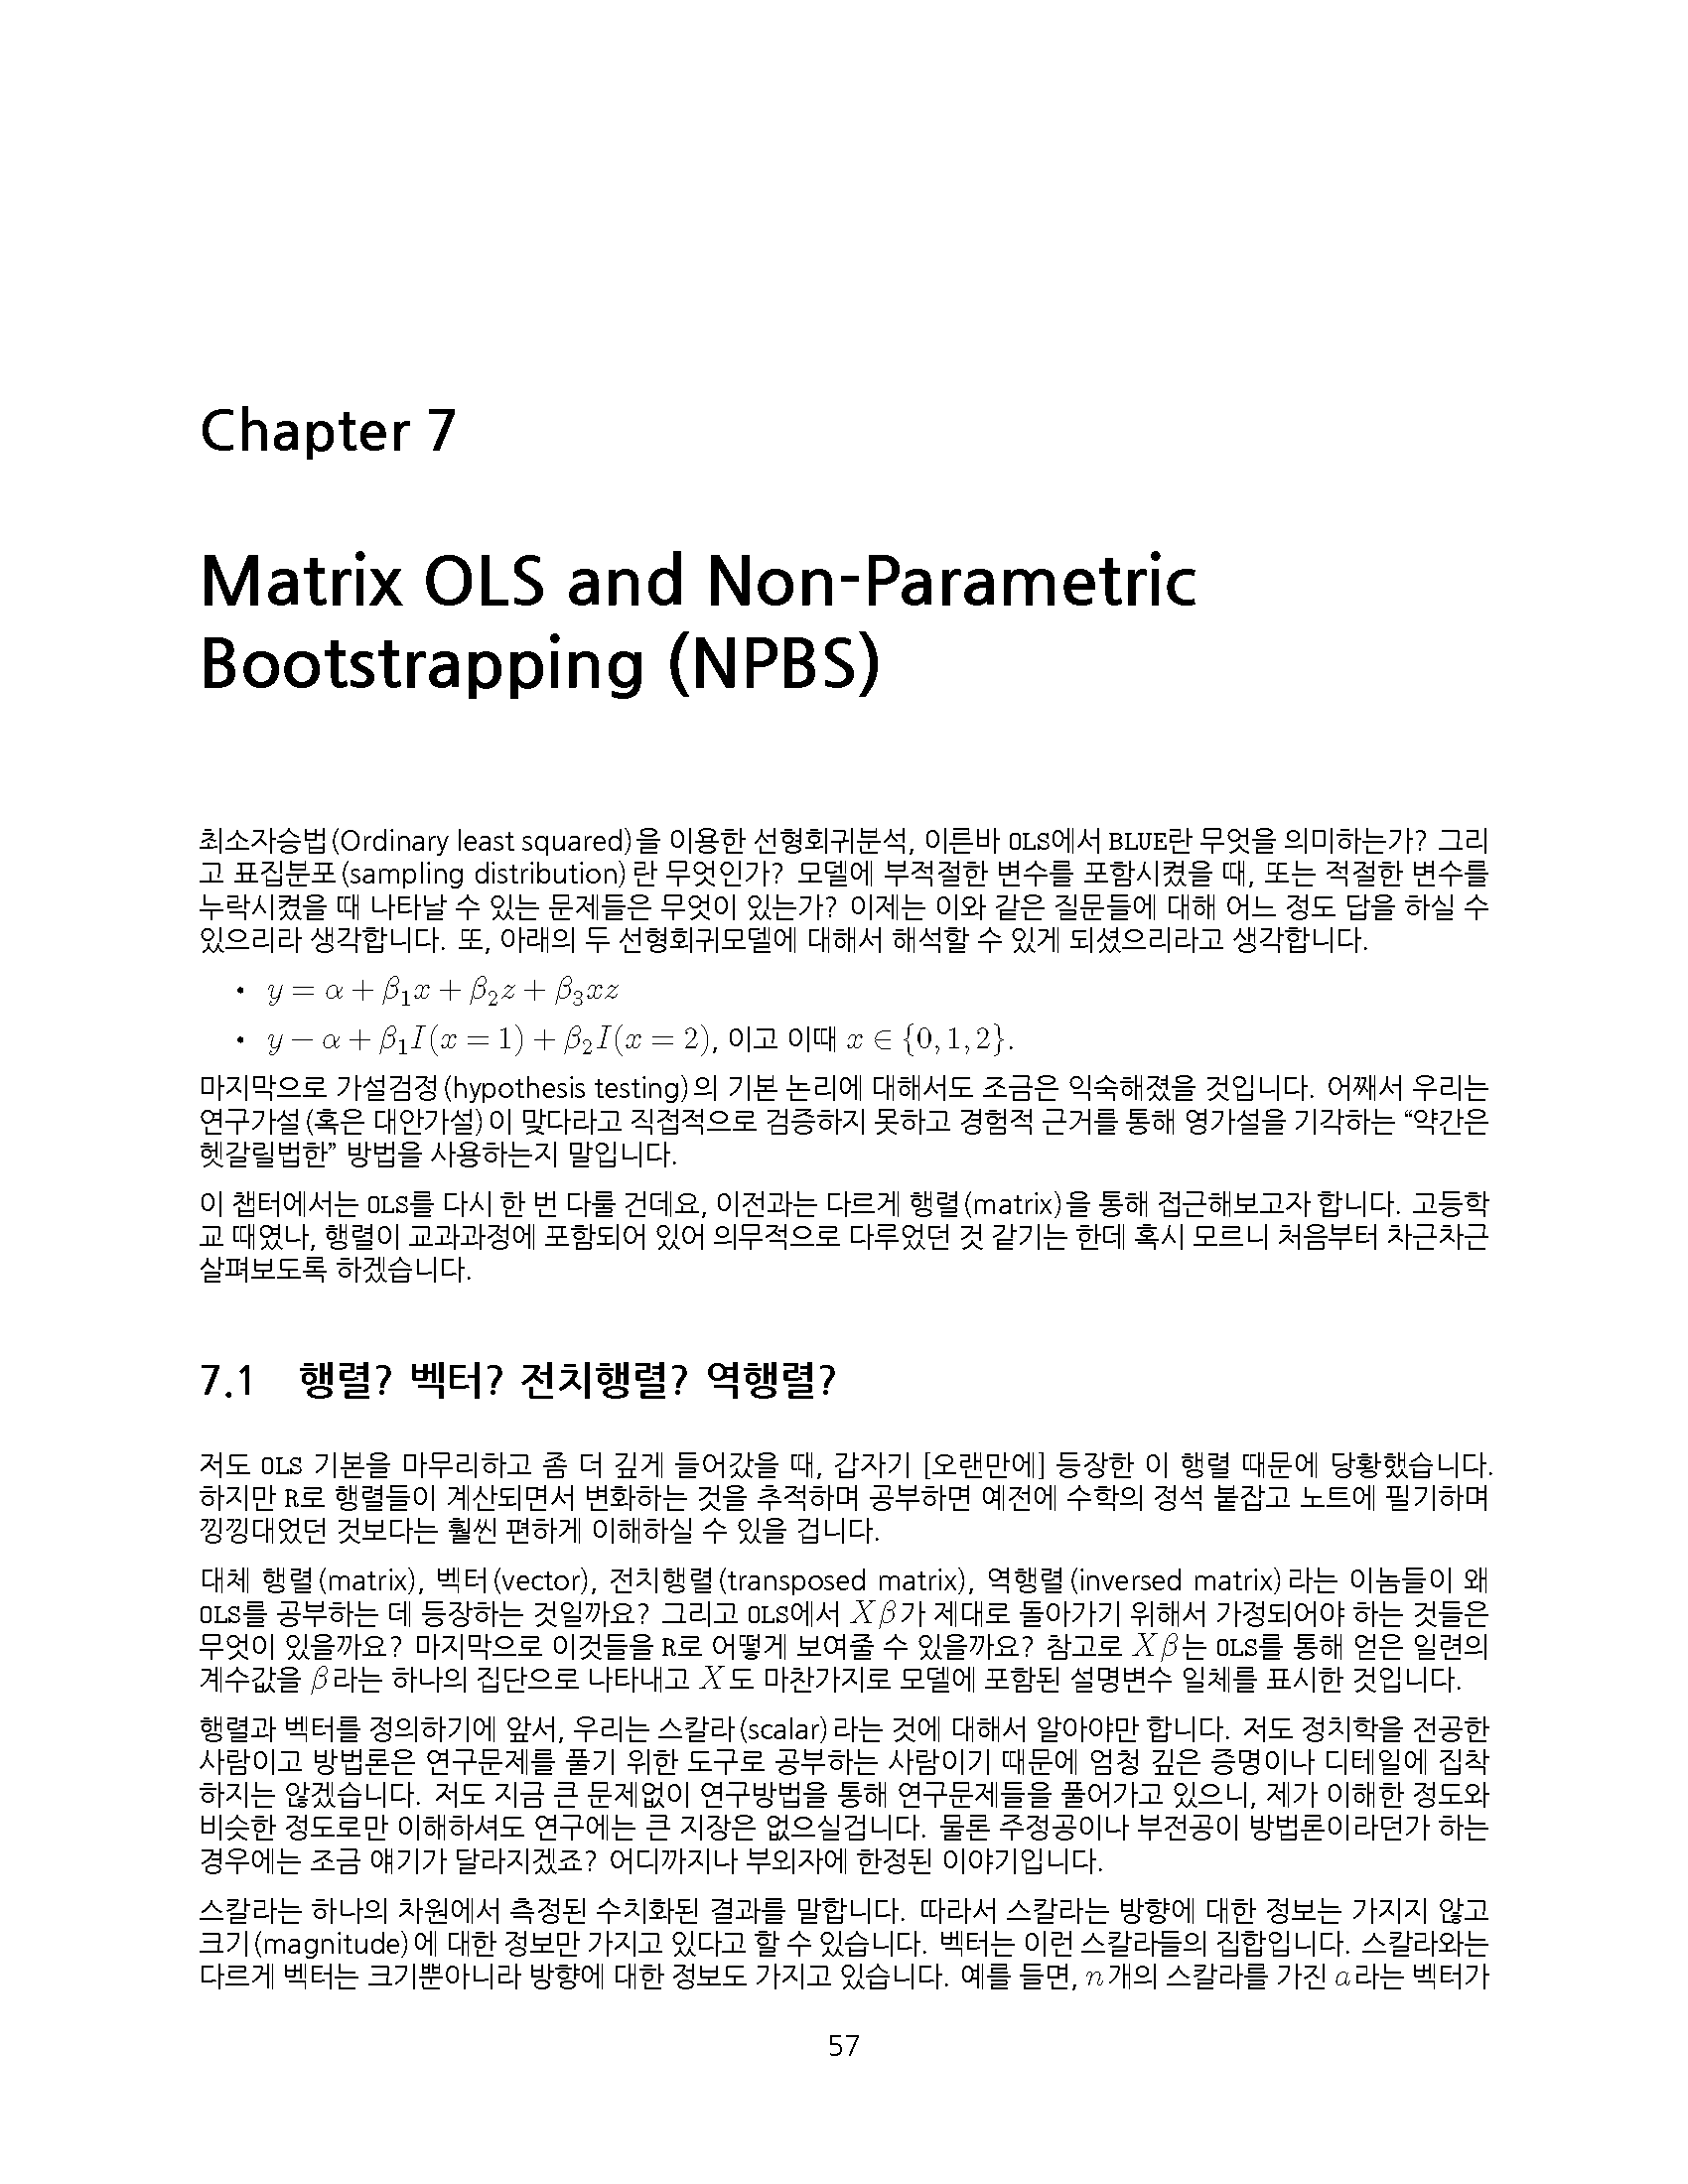 Chapter 7
Matrix OLS and Non-Parametric
Bootstrapping (NPBS)
최소자승법(Ordinary least squared)을 이용한 선형회귀분석, 이른바 OLS에서 BLUE란 무엇을 의미하는가? 그리
고 표집분포(sampling distribution)란 무엇인가? 모델에 부적절한 변수를 포함시켰을 때, 또는 적절한 변수를
누락시켰을 때 나타날 수 있는 문제들은 무엇이 있는가? 이제는 이와 같은 질문들에 대해 어느 정도 답을 하실 수
있으리라 생각합니다. 또, 아래의 두 선형회귀모델에 대해서 해석할 수 있게 되셨으리라고 생각합니다.
• y = α + β₁x + β₂z + β₃xz
• y − α + β₁I(x = 1) + β₂I(x = 2), 이고 이때 x ∈ {0, 1, 2}.
마지막으로 가설검정(hypothesis testing)의 기본 논리에 대해서도 조금은 익숙해졌을 것입니다. 어째서 우리는
연구가설(혹은 대안가설)이 맞다라고 직접적으로 검증하지 못하고 경험적 근거를 통해 영가설을 기각하는 “약간은
헷갈릴법한” 방법을 사용하는지 말입니다.
이 챕터에서는 OLS를 다시 한 번 다룰 건데요, 이전과는 다르게 행렬(matrix)을 통해 접근해보고자 합니다. 고등학
교 때였나, 행렬이 교과과정에 포함되어 있어 의무적으로 다루었던 것 같기는 한데 혹시 모르니 처음부터 차근차근
살펴보도록 하겠습니다.
7.1 행렬? 벡터? 전치행렬? 역행렬?
저도 OLS 기본을 마무리하고 좀 더 깊게 들어갔을 때, 갑자기 [오랜만에] 등장한 이 행렬 때문에 당황했습니다.
하지만 R로 행렬들이 계산되면서 변화하는 것을 추적하며 공부하면 예전에 수학의 정석 붙잡고 노트에 필기하며
낑낑대었던 것보다는 훨씬 편하게 이해하실 수 있을 겁니다.
대체 행렬(matrix), 벡터(vector), 전치행렬(transposed matrix), 역행렬(inversed matrix)라는 이놈들이 왜
OLS를 공부하는 데 등장하는 것일까요? 그리고 OLS에서 Xβ가 제대로 돌아가기 위해서 가정되어야 하는 것들은
무엇이 있을까요? 마지막으로 이것들을 R로 어떻게 보여줄 수 있을까요? 참고로 Xβ는 OLS를 통해 얻은 일련의
계수값을 β라는 하나의 집단으로 나타내고 X도 마찬가지로 모델에 포함된 설명변수 일체를 표시한 것입니다.
행렬과 벡터를 정의하기에 앞서, 우리는 스칼라(scalar)라는 것에 대해서 알아야만 합니다. 저도 정치학을 전공한
사람이고 방법론은 연구문제를 풀기 위한 도구로 공부하는 사람이기 때문에 엄청 깊은 증명이나 디테일에 집착
하지는 않겠습니다. 저도 지금 큰 문제없이 연구방법을 통해 연구문제들을 풀어가고 있으니, 제가 이해한 정도와
비슷한 정도로만 이해하셔도 연구에는 큰 지장은 없으실겁니다. 물론 주정공이나 부전공이 방법론이라던가 하는
경우에는 조금 얘기가 달라지겠죠? 어디까지나 부외자에 한정된 이야기입니다.
스칼라는 하나의 차원에서 측정된 수치화된 결과를 말합니다. 따라서 스칼라는 방향에 대한 정보는 가지지 않고
크기(magnitude)에 대한 정보만 가지고 있다고 할 수 있습니다. 벡터는 이런 스칼라들의 집합입니다. 스칼라와는
다르게 벡터는 크기뿐아니라 방향에 대한 정보도 가지고 있습니다. 예를 들면, n개의 스칼라를 가진 a라는 벡터가
57